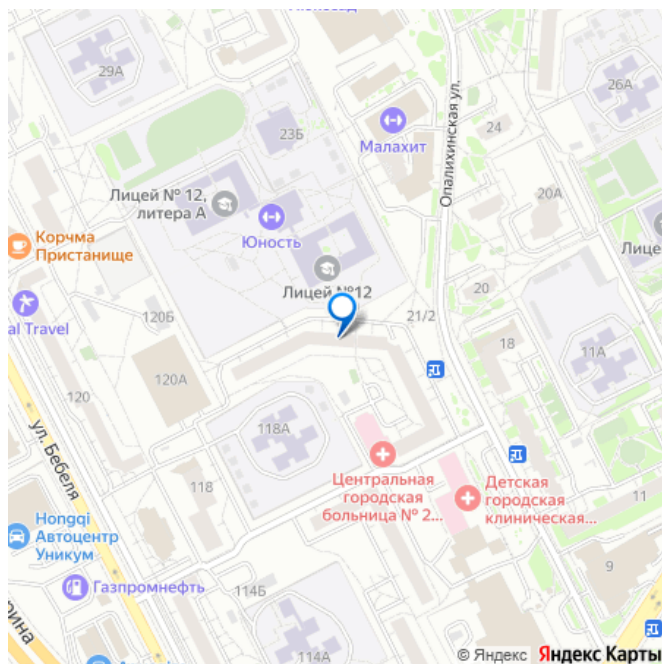 29А
26А
23Б
24
Малахит
Опалихинская ул.
Лицей № 12,
литера А
20А
Корчма
Пристанище
Юность
Лице
Лицей №12
20
al Travel
120Б
21/2
18
11А
120А
120
118А
ул. Бебеля
118
Центральная
городская
больница № 2...
Детская
городская
клиническая...
11
Hongqi
Автоцентр
Уникум
9
Газпромнефть
114Б
114А
© Яндекс Яндекс Карты